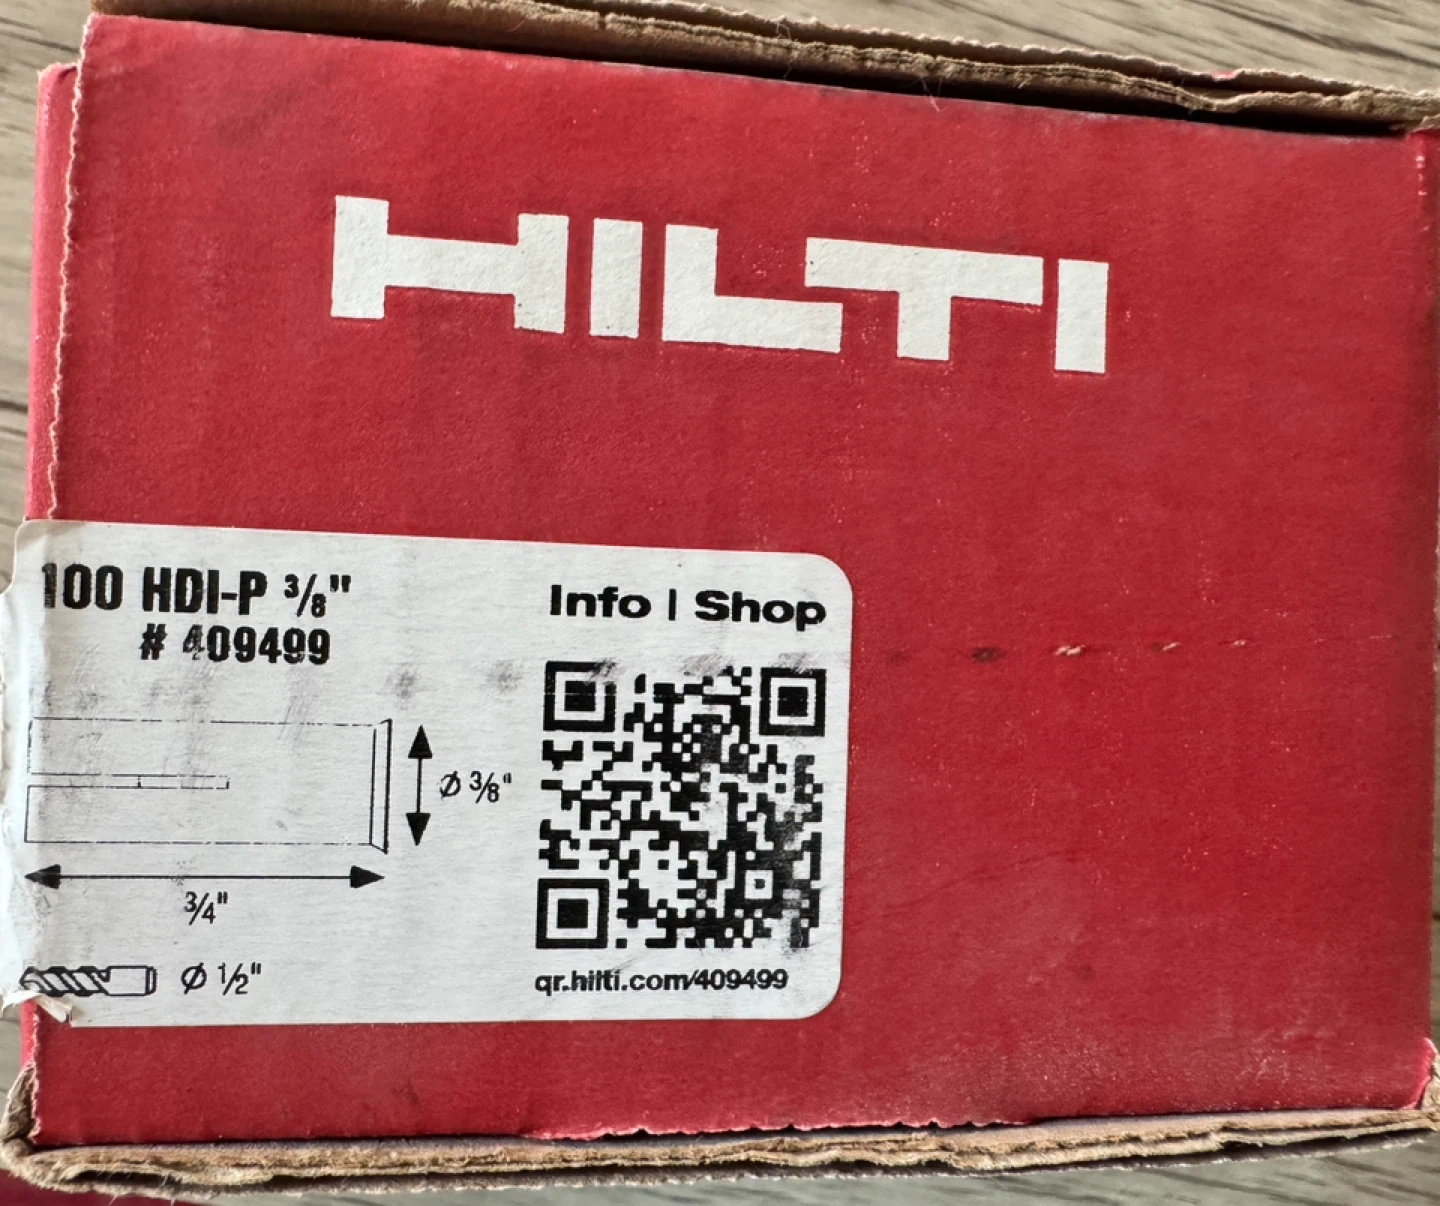 HILTI
100 HDI-P 3/8"
# 409499
Info | Shop
Ø 3/8"
3/4"
Ø 1/2"
qr.hilti.com/409499